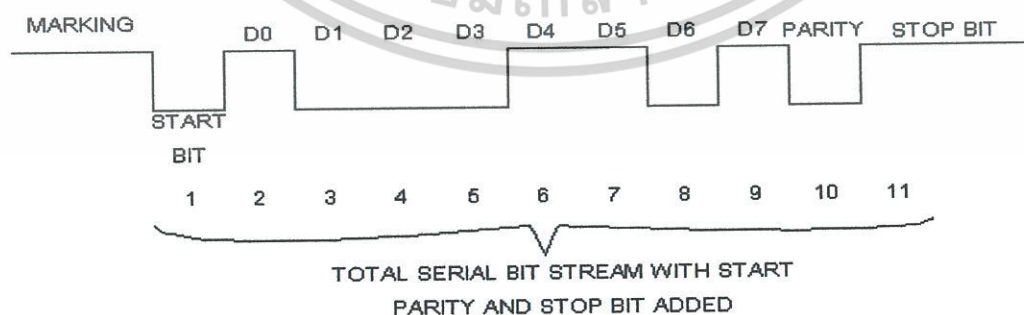 MARKING D0 D1 D2 D3 D4 D5 D6 D7 PARITY STOP BIT
START
BIT
1 2 3 4 5 6 7 8 9 10 11
TOTAL SERIAL BIT STREAM WITH START
PARITY AND STOP BIT ADDED